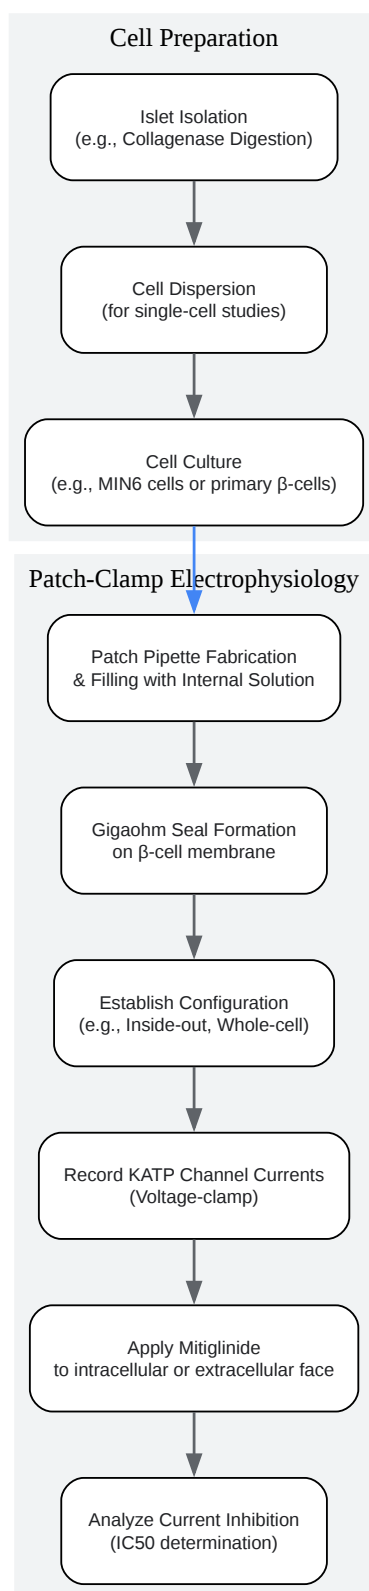 Cell Preparation
Islet Isolation
(e.g., Collagenase Digestion)
Cell Dispersion
(for single-cell studies)
Cell Culture
(e.g., MIN6 cells or primary β-cells)
Patch-Clamp Electrophysiology
Patch Pipette Fabrication
& Filling with Internal Solution
Gigaohm Seal Formation
on β-cell membrane
Establish Configuration
(e.g., Inside-out, Whole-cell)
Record KATP Channel Currents
(Voltage-clamp)
Apply Mitiglinide
to intracellular or extracellular face
Analyze Current Inhibition
(IC50 determination)